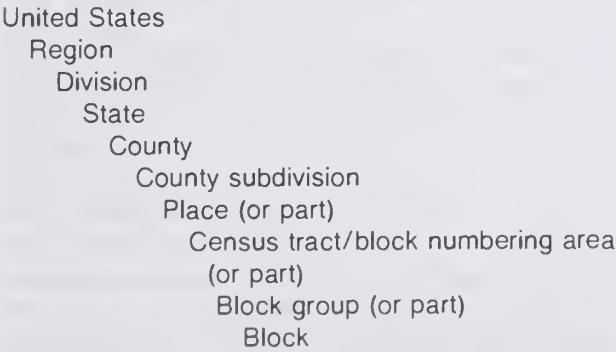 United States
Region
Division
State
County
County subdivision
Place (or part)
Census tract/block numbering area
(or part)
Block group (or part)
Block